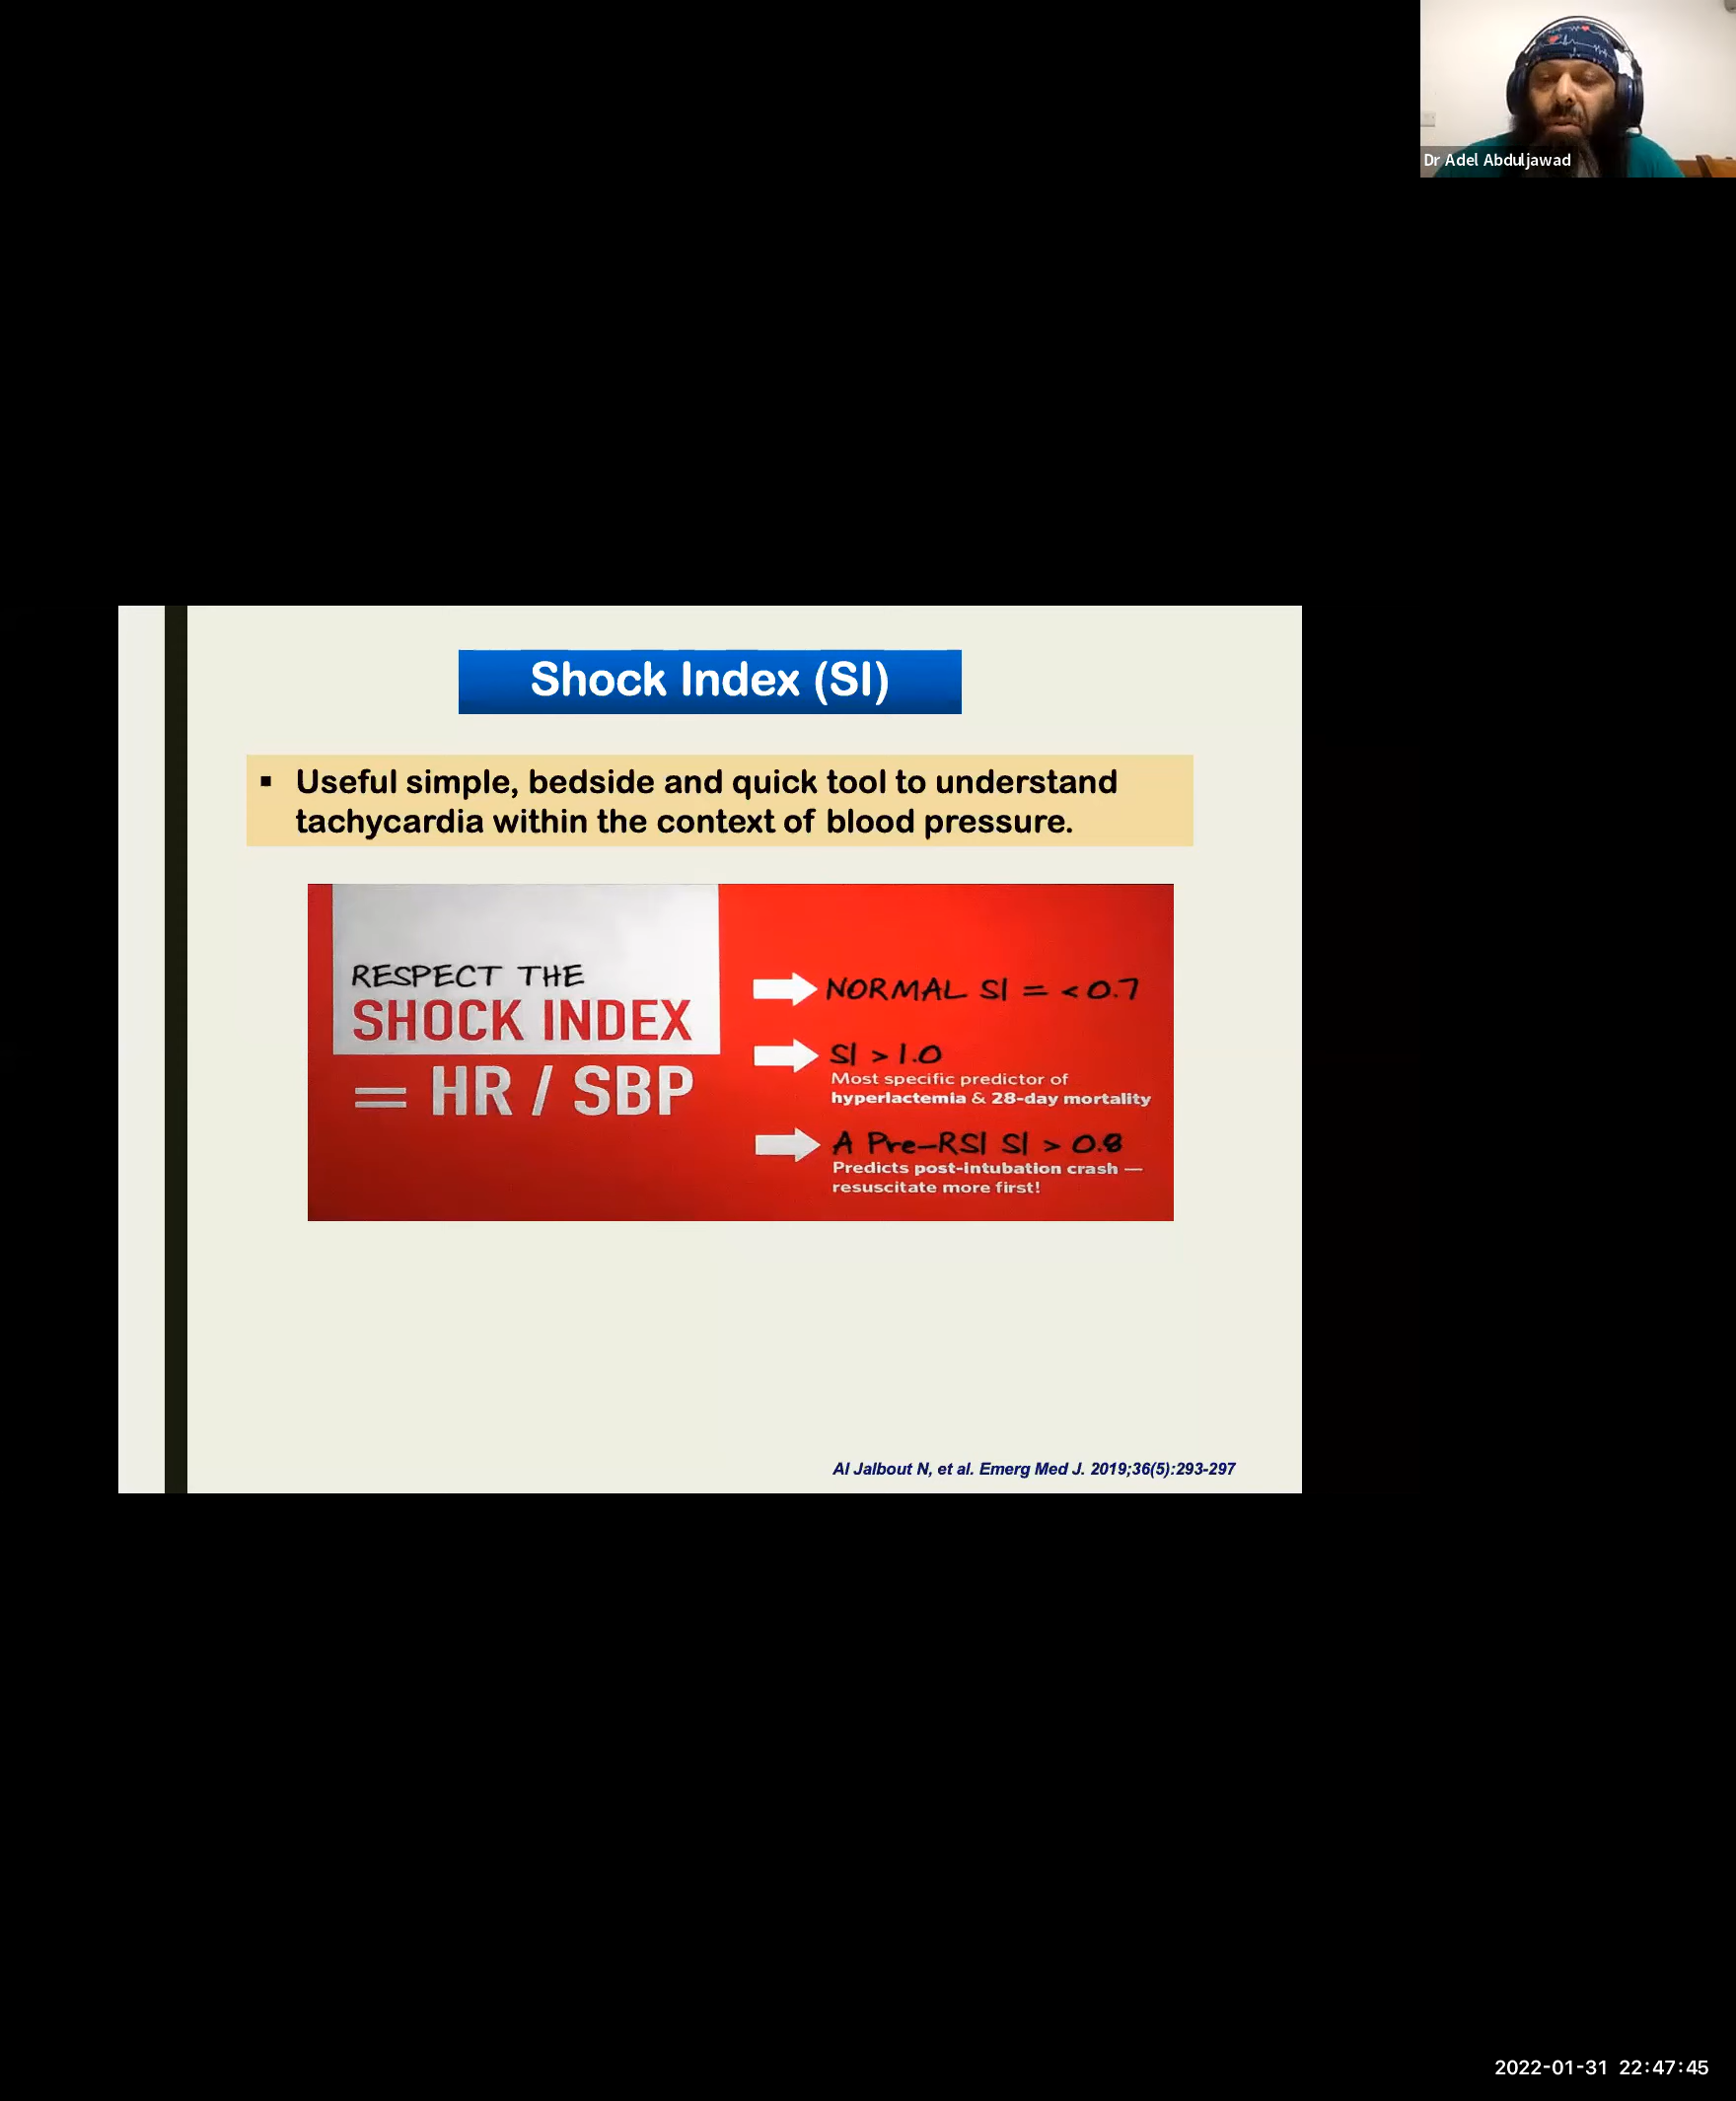 Dr Adel Abduljawad
Shock Index (SI)
▪ Useful simple, bedside and quick tool to understand
tachycardia within the context of blood pressure.
RESPECT THE
SHOCK INDEX
= HR / SBP
NORMAL SI = <0.7
SI > 1.0
Most specific predictor of
hyperlactemia & 28-day mortality
A Pre-RSI SI > 0.8
Predicts post-intubation crash —
resuscitate more first!
Al Jalbout N, et al. Emerg Med J. 2019;36(5):293-297
2022-01-31 22:47:45